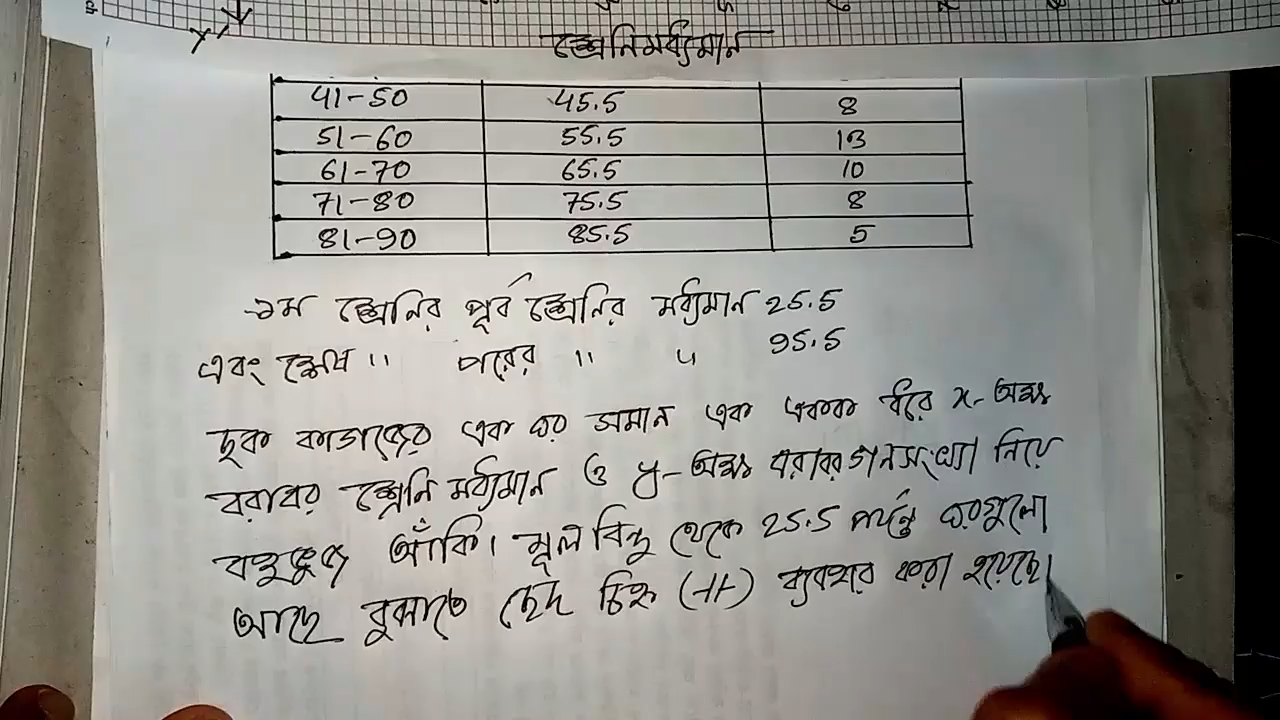 শ্রেনিমধ্যমান
41-50 45.5 8
51-60 55.5 13
61-70 65.5 10
71-80 75.5 8
81-90 85.5 5
১ম শ্রেনির পূর্ব শ্রেনির মধ্যমান 25.5
এবং শেষ " পরের " " 95.5
ছক কাগজের এক ঘর সমান এক একক ধরে x-অক্ষ
বরাবর শ্রেনি মধ্যমান ও y-অক্ষ বরাবর গনসংখ্যা নিয়ে
বহুভুজ আঁকি। মূল বিন্দু থেকে 25.5 পর্যন্ত ঘরগুলো
আছে বুঝাতে ছেদ চিহ্ন (-//-) ব্যবহার করা হয়েছে।